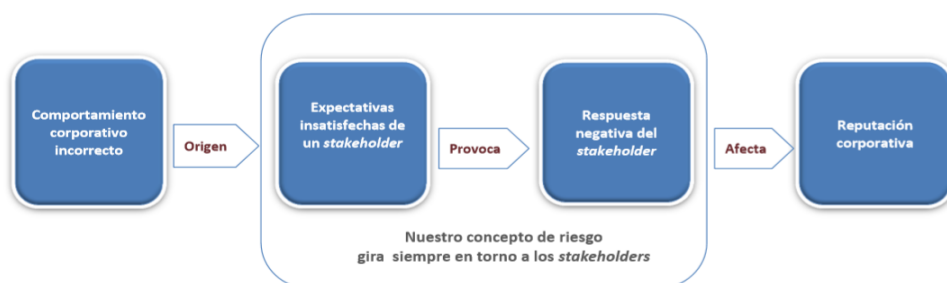 Comportamiento
corporativo
incorrecto
Origen
Expectativas
insatisfechas de
un stakeholder
Provoca
Respuesta
negativa del
stakeholder
Afecta
Reputación
corporativa
Nuestro concepto de riesgo
gira siempre en torno a los stakeholders